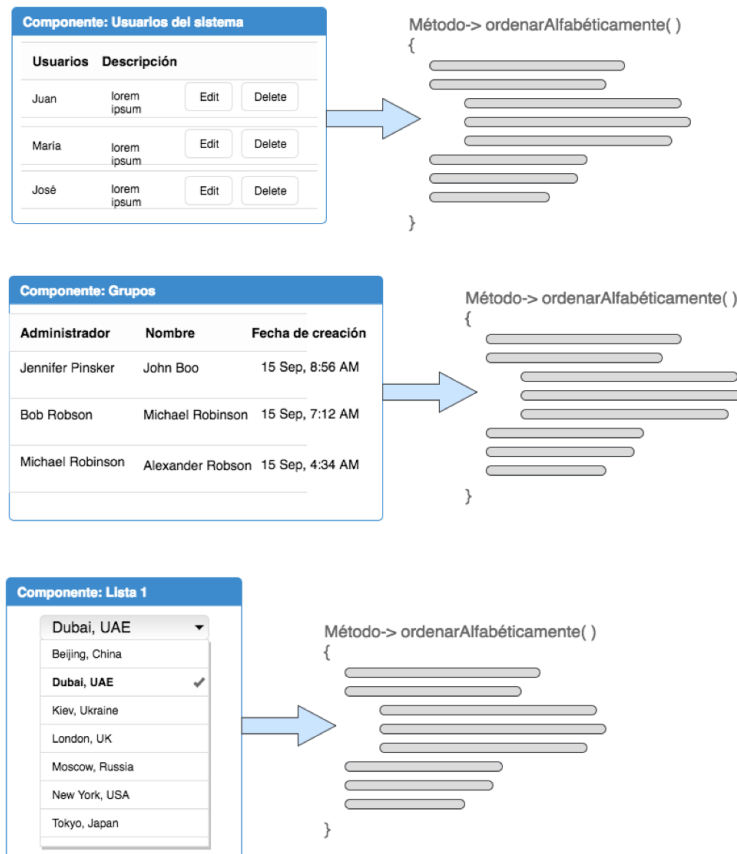 Componente: Usuarios del sistema
Método-> ordenarAlfabéticamente( )
{
Usuarios Descripción
Juan lorem ipsum Edit Delete
María lorem ipsum Edit Delete
José lorem ipsum Edit Delete
}
Componente: Grupos
Método-> ordenarAlfabéticamente( )
{
Administrador Nombre Fecha de creación
Jennifer Pinsker John Boo 15 Sep, 8:56 AM
Bob Robson Michael Robinson 15 Sep, 7:12 AM
Michael Robinson Alexander Robson 15 Sep, 4:34 AM
}
Componente: Lista 1
Dubai, UAE
Método-> ordenarAlfabéticamente( )
{
Beijing, China
Dubai, UAE
Kiev, Ukraine
London, UK
Moscow, Russia
New York, USA
Tokyo, Japan
}